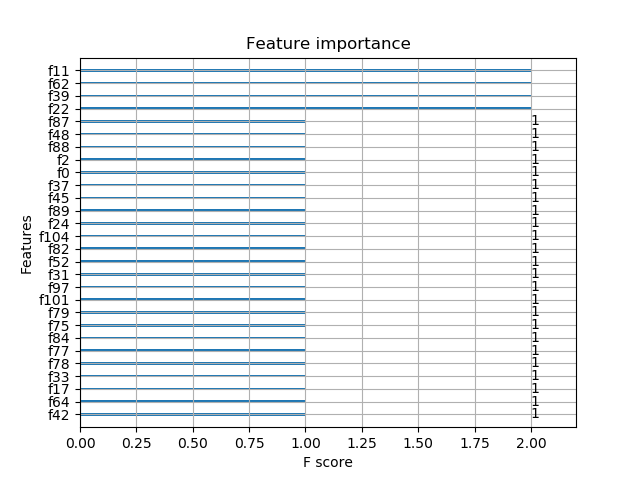 Feature importance
Features
f11
f62
f39
f22
f87 1
f48 1
f88 1
f2 1
f0 1
f37 1
f45 1
f89 1
f24 1
f104 1
f82 1
f52 1
f31 1
f97 1
f101 1
f79 1
f75 1
f84 1
f77 1
f78 1
f33 1
f17 1
f64 1
f42 1
0.00 0.25 0.50 0.75 1.00 1.25 1.50 1.75 2.00
F score